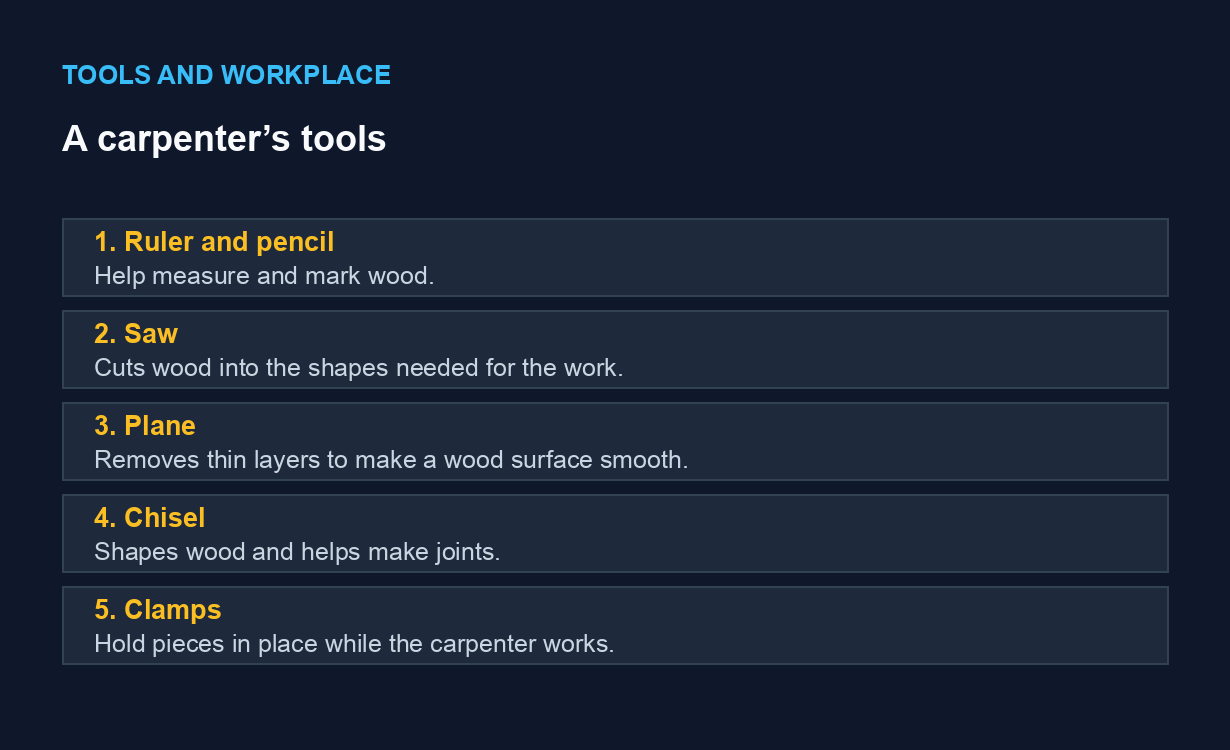 TOOLS AND WORKPLACE
A carpenter’s tools
1. Ruler and pencil
Help measure and mark wood.
2. Saw
Cuts wood into the shapes needed for the work.
3. Plane
Removes thin layers to make a wood surface smooth.
4. Chisel
Shapes wood and helps make joints.
5. Clamps
Hold pieces in place while the carpenter works.